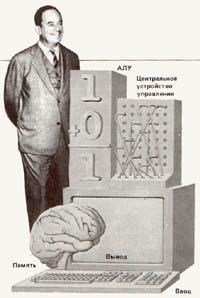 АЛУ
Центральное
устройство
управления
1
+0
1
Вывод
Память
Ввод